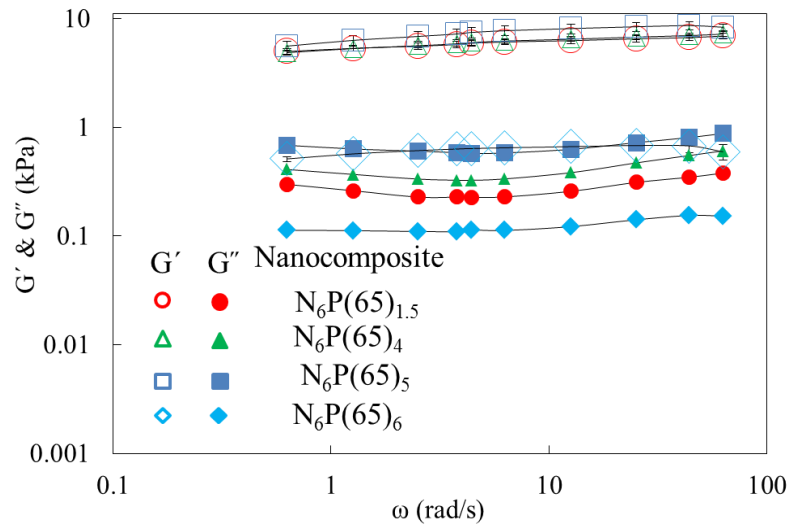 10
1
0.1
0.01
0.001
G′ & G″ (kPa)
G′ G″ Nanocomposite
N₆P(65)₁.₅
N₆P(65)₄
N₆P(65)₅
N₆P(65)₆
0.1 1 10 100
ω (rad/s)